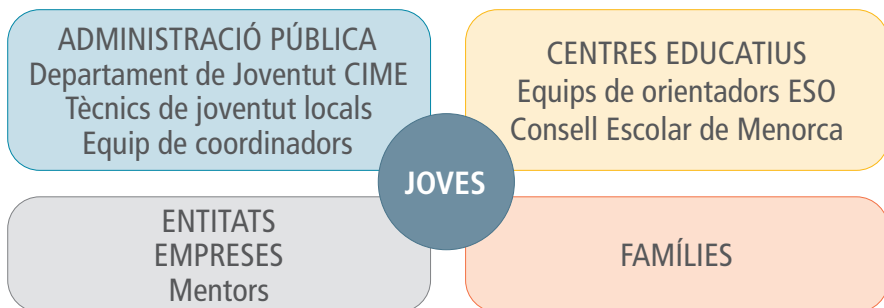 ADMINISTRACIÓ PÚBLICA
Departament de Joventut CIME
Tècnics de joventut locals
Equip de coordinadors
CENTRES EDUCATIUS
Equips de orientadors ESO
Consell Escolar de Menorca
JOVES
ENTITATS
EMPRESES
Mentors
FAMÍLIES